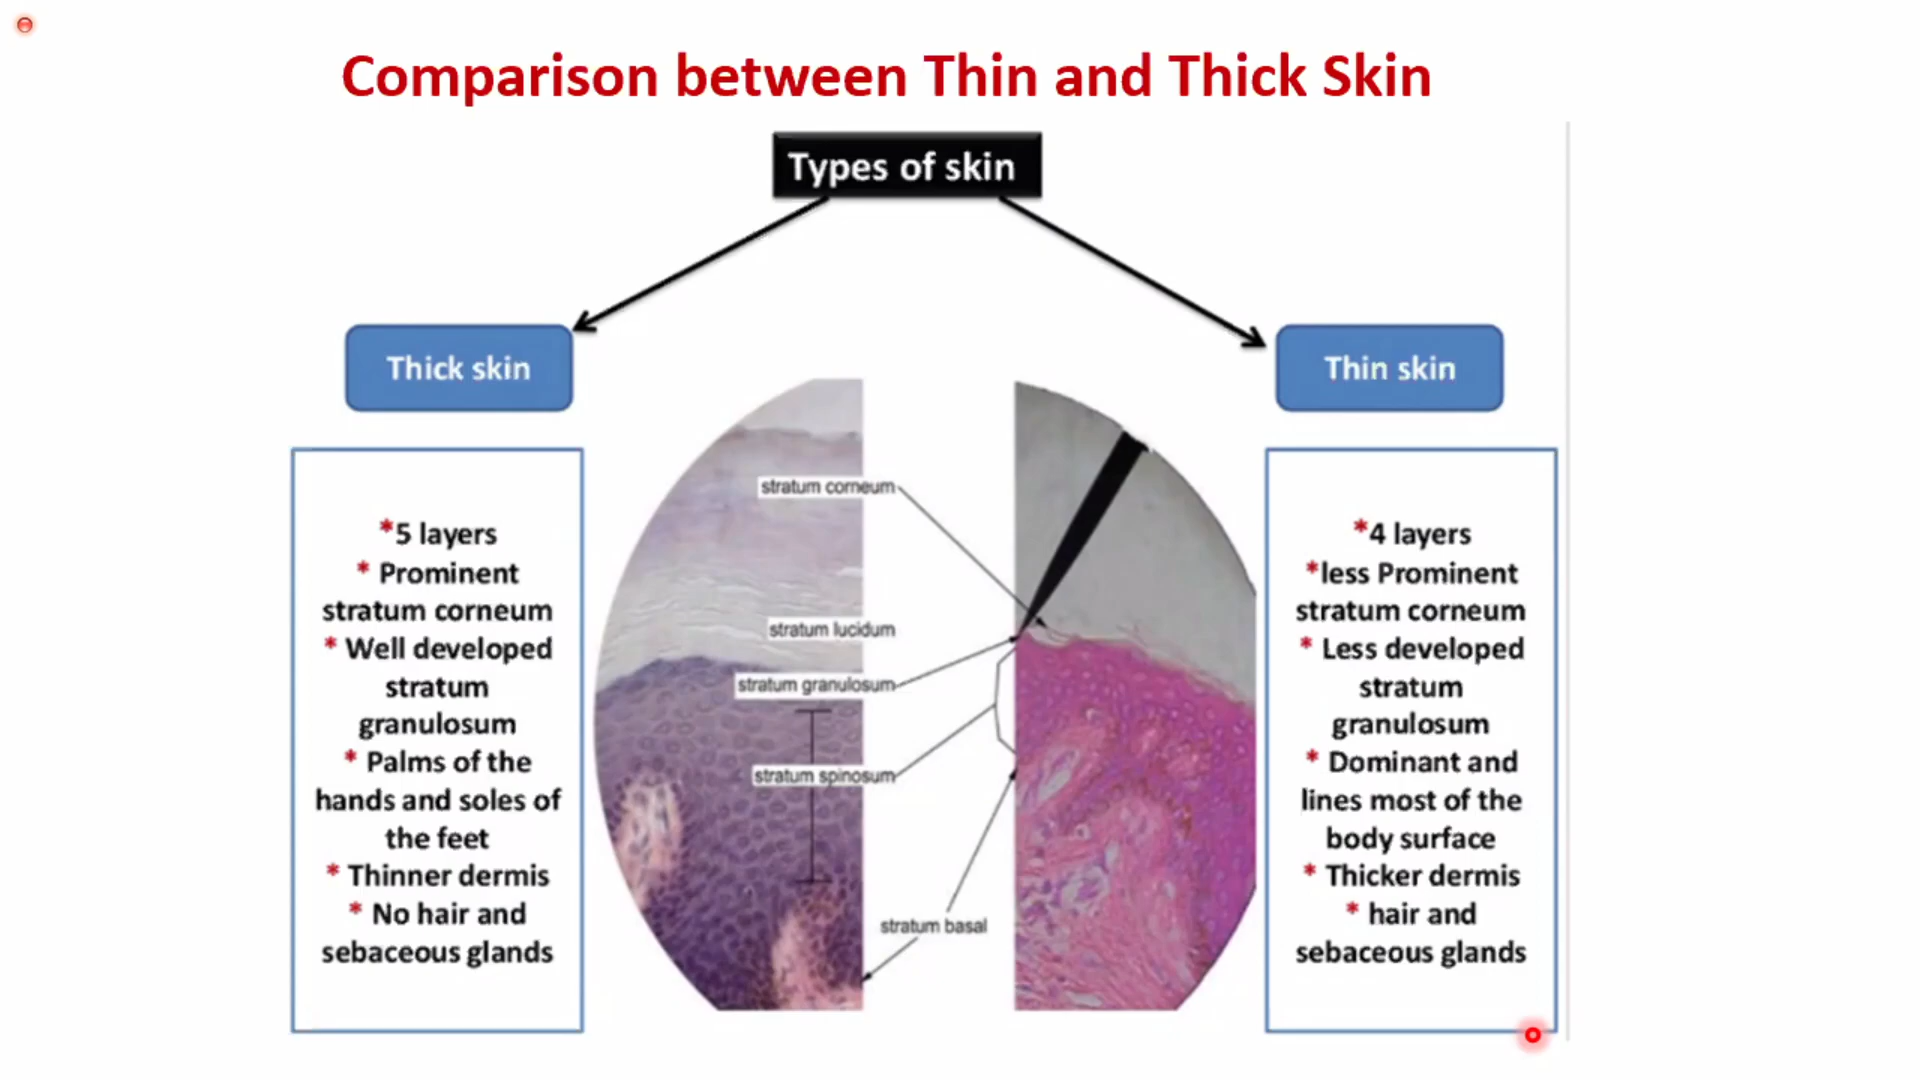 Comparison between Thin and Thick Skin
Types of skin
Thick skin
Thin skin
*5 layers
* Prominent
stratum corneum
* Well developed
stratum
granulosum
* Palms of the
hands and soles of
the feet
* Thinner dermis
* No hair and
sebaceous glands
stratum corneum
stratum lucidum
stratum granulosum
stratum spinosum
stratum basal
*4 layers
*less Prominent
stratum corneum
* Less developed
stratum
granulosum
* Dominant and
lines most of the
body surface
* Thicker dermis
* hair and
sebaceous glands